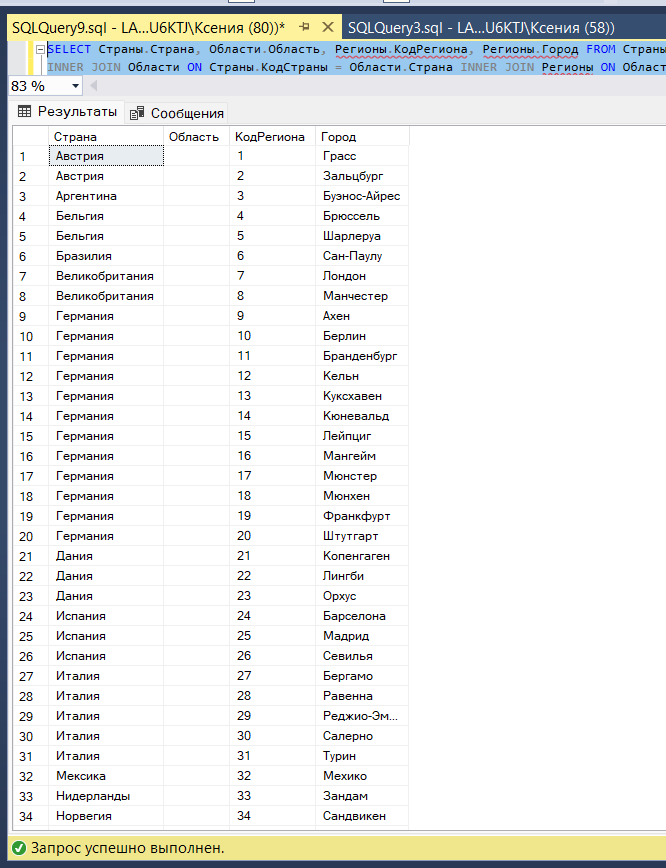 SQLQuery9.sql - LA...U6KTJ\Ксения (80))* SQLQuery3.sql - LA...U6KTJ\Ксения (58))
SELECT Страны.Страна, Области.Область, Регионы.КодРегиона, Регионы.Город FROM Страны
INNER JOIN Области ON Страны.КодСтраны = Области.Страна INNER JOIN Регионы ON Област
83 %
Результаты Сообщения
Страна Область КодРегиона Город
1 Австрия 1 Грасс
2 Австрия 2 Зальцбург
3 Аргентина 3 Буэнос-Айрес
4 Бельгия 4 Брюссель
5 Бельгия 5 Шарлеруа
6 Бразилия 6 Сан-Паулу
7 Великобритания 7 Лондон
8 Великобритания 8 Манчестер
9 Германия 9 Ахен
10 Германия 10 Берлин
11 Германия 11 Бранденбург
12 Германия 12 Кельн
13 Германия 13 Куксхавен
14 Германия 14 Кюневальд
15 Германия 15 Лейпциг
16 Германия 16 Мангейм
17 Германия 17 Мюнстер
18 Германия 18 Мюнхен
19 Германия 19 Франкфурт
20 Германия 20 Штутгарт
21 Дания 21 Копенгаген
22 Дания 22 Лингби
23 Дания 23 Орхус
24 Испания 24 Барселона
25 Испания 25 Мадрид
26 Испания 26 Севилья
27 Италия 27 Бергамо
28 Италия 28 Равенна
29 Италия 29 Реджио-Эм...
30 Италия 30 Салерно
31 Италия 31 Турин
32 Мексика 32 Мехико
33 Нидерланды 33 Зандам
34 Норвегия 34 Сандвикен
Запрос успешно выполнен.